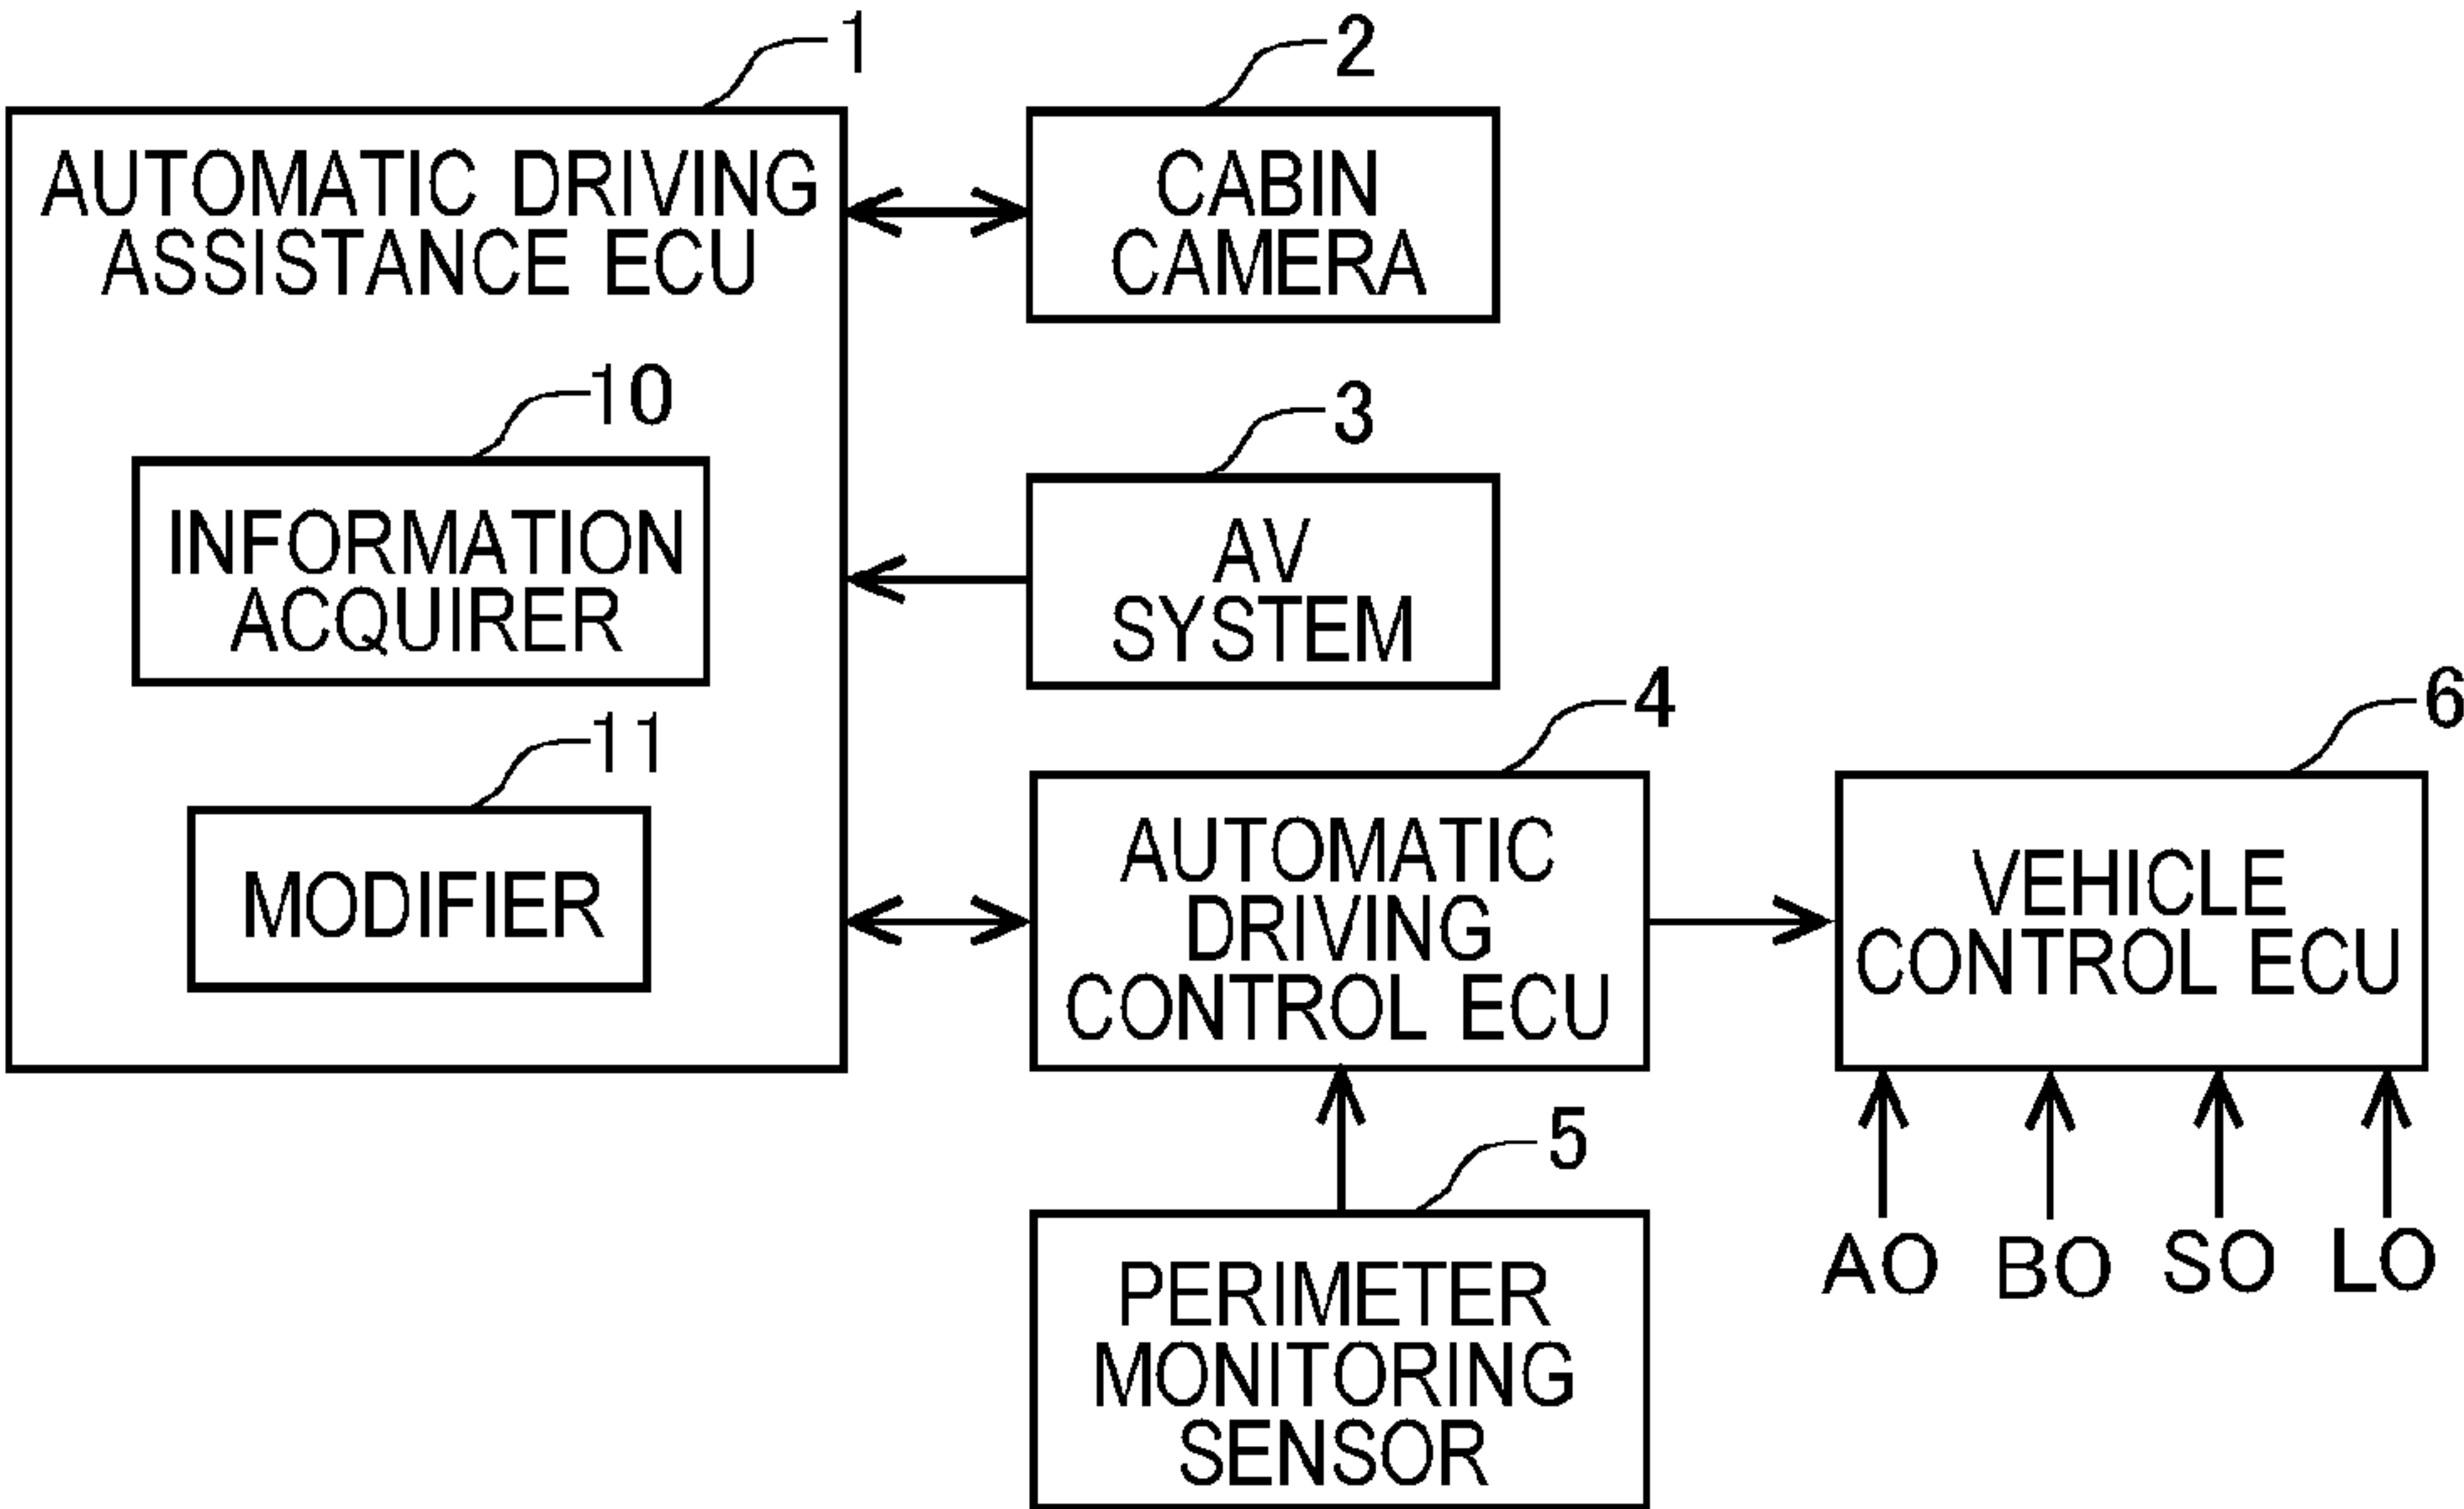 1
AUTOMATIC DRIVING
ASSISTANCE ECU
10
INFORMATION
ACQUIRER
11
MODIFIER
2
CABIN
CAMERA
3
AV
SYSTEM
4
AUTOMATIC
DRIVING
CONTROL ECU
5
PERIMETER
MONITORING
SENSOR
6
VEHICLE
CONTROL ECU
AO BO SO LO